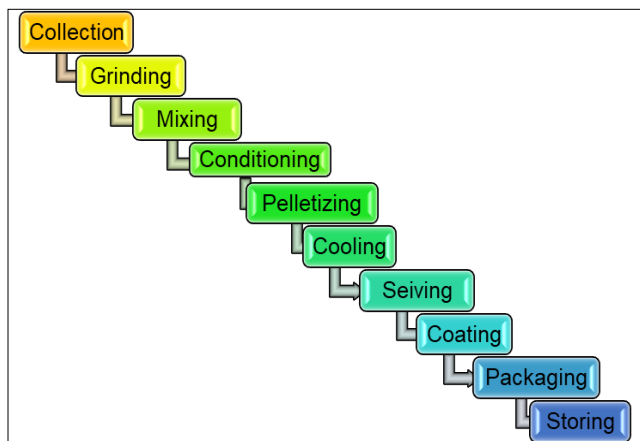 Collection
Grinding
Mixing
Conditioning
Pelletizing
Cooling
Seiving
Coating
Packaging
Storing